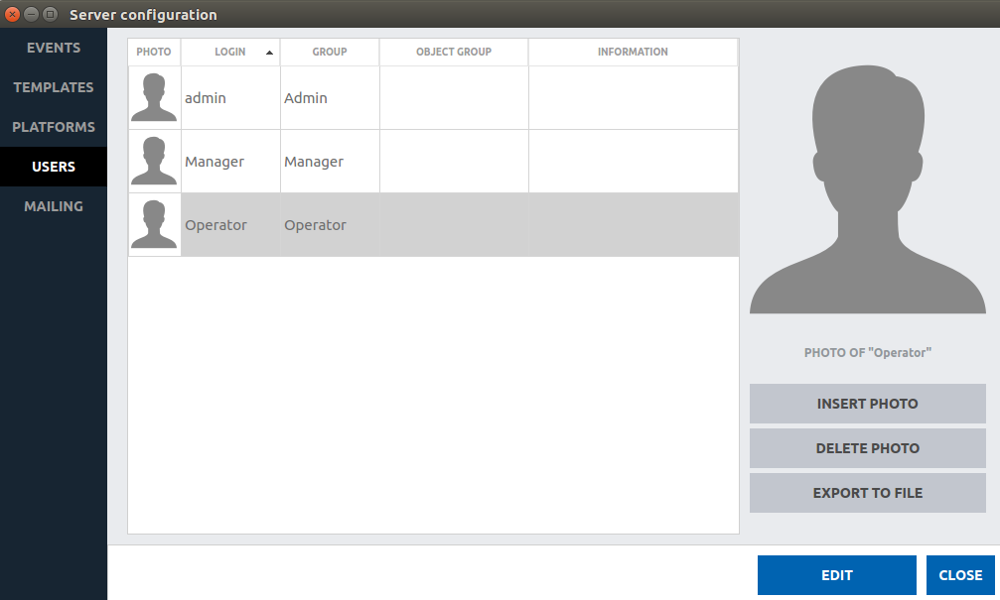 Server configuration
EVENTS
TEMPLATES
PLATFORMS
USERS
MAILING
PHOTO LOGIN GROUP OBJECT GROUP INFORMATION
admin Admin
Manager Manager
Operator Operator
PHOTO OF "Operator"
INSERT PHOTO
DELETE PHOTO
EXPORT TO FILE
EDIT CLOSE